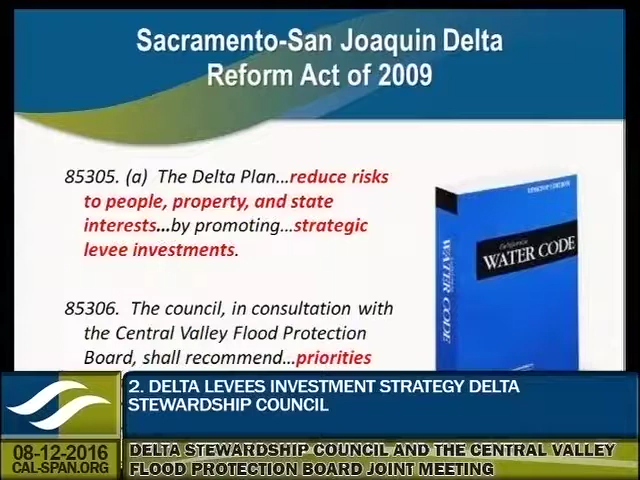 Sacramento-San Joaquin Delta
Reform Act of 2009
85305. (a) The Delta Plan...reduce risks
to people, property, and state
interests...by promoting...strategic
levee investments.
85306. The council, in consultation with
the Central Valley Flood Protection
Board, shall recommend...priorities
California
WATER CODE
WATER CODE
2. DELTA LEVEES INVESTMENT STRATEGY DELTA
STEWARDSHIP COUNCIL
08-12-2016
CAL-SPAN.ORG
DELTA STEWARDSHIP COUNCIL AND THE CENTRAL VALLEY
FLOOD PROTECTION BOARD JOINT MEETING